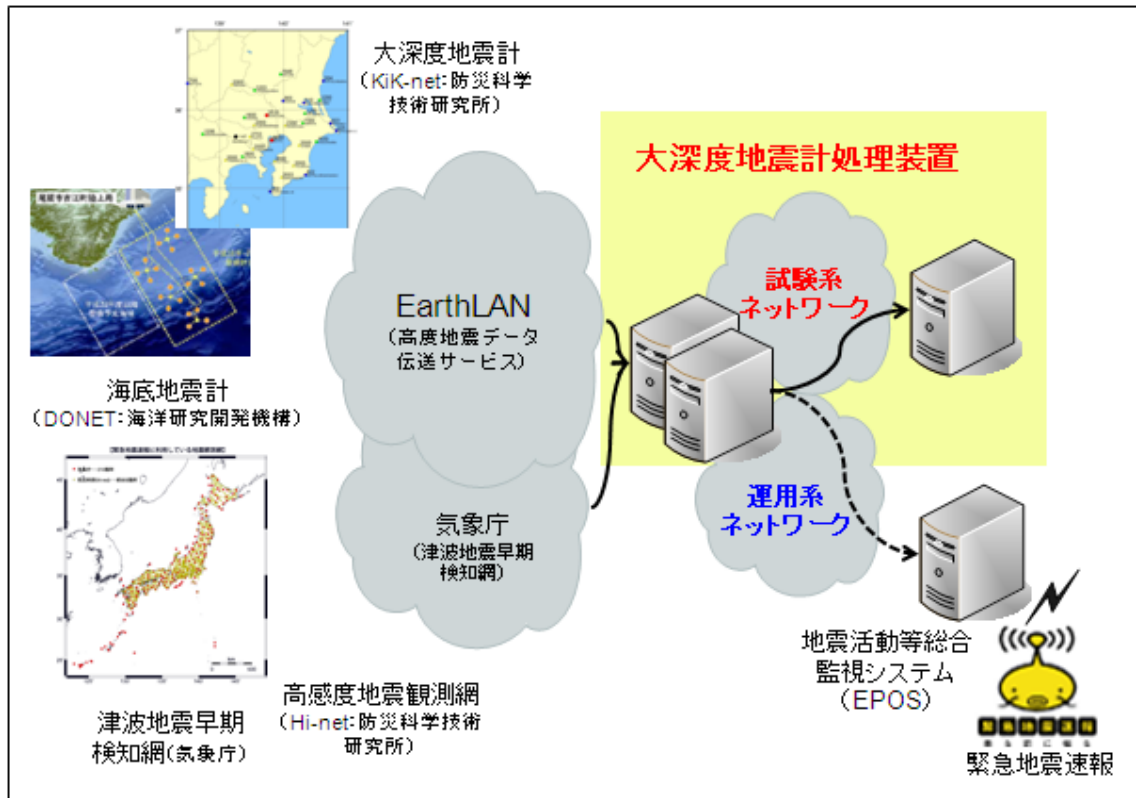 大深度地震計
（KiK-net：防災科学
技術研究所）
大深度地震計処理装置
試験系
ネットワーク
EarthLAN
（高度地震データ
伝送サービス）
海底地震計
（DONET：海洋研究開発機構）
気象庁
（津波地震早期
検知網）
運用系
ネットワーク
地震活動等総合
監視システム
（EPOS）
高感度地震観測網
（Hi-net：防災科学技術
研究所）
津波地震早期
検知網（気象庁）
緊急地震速報